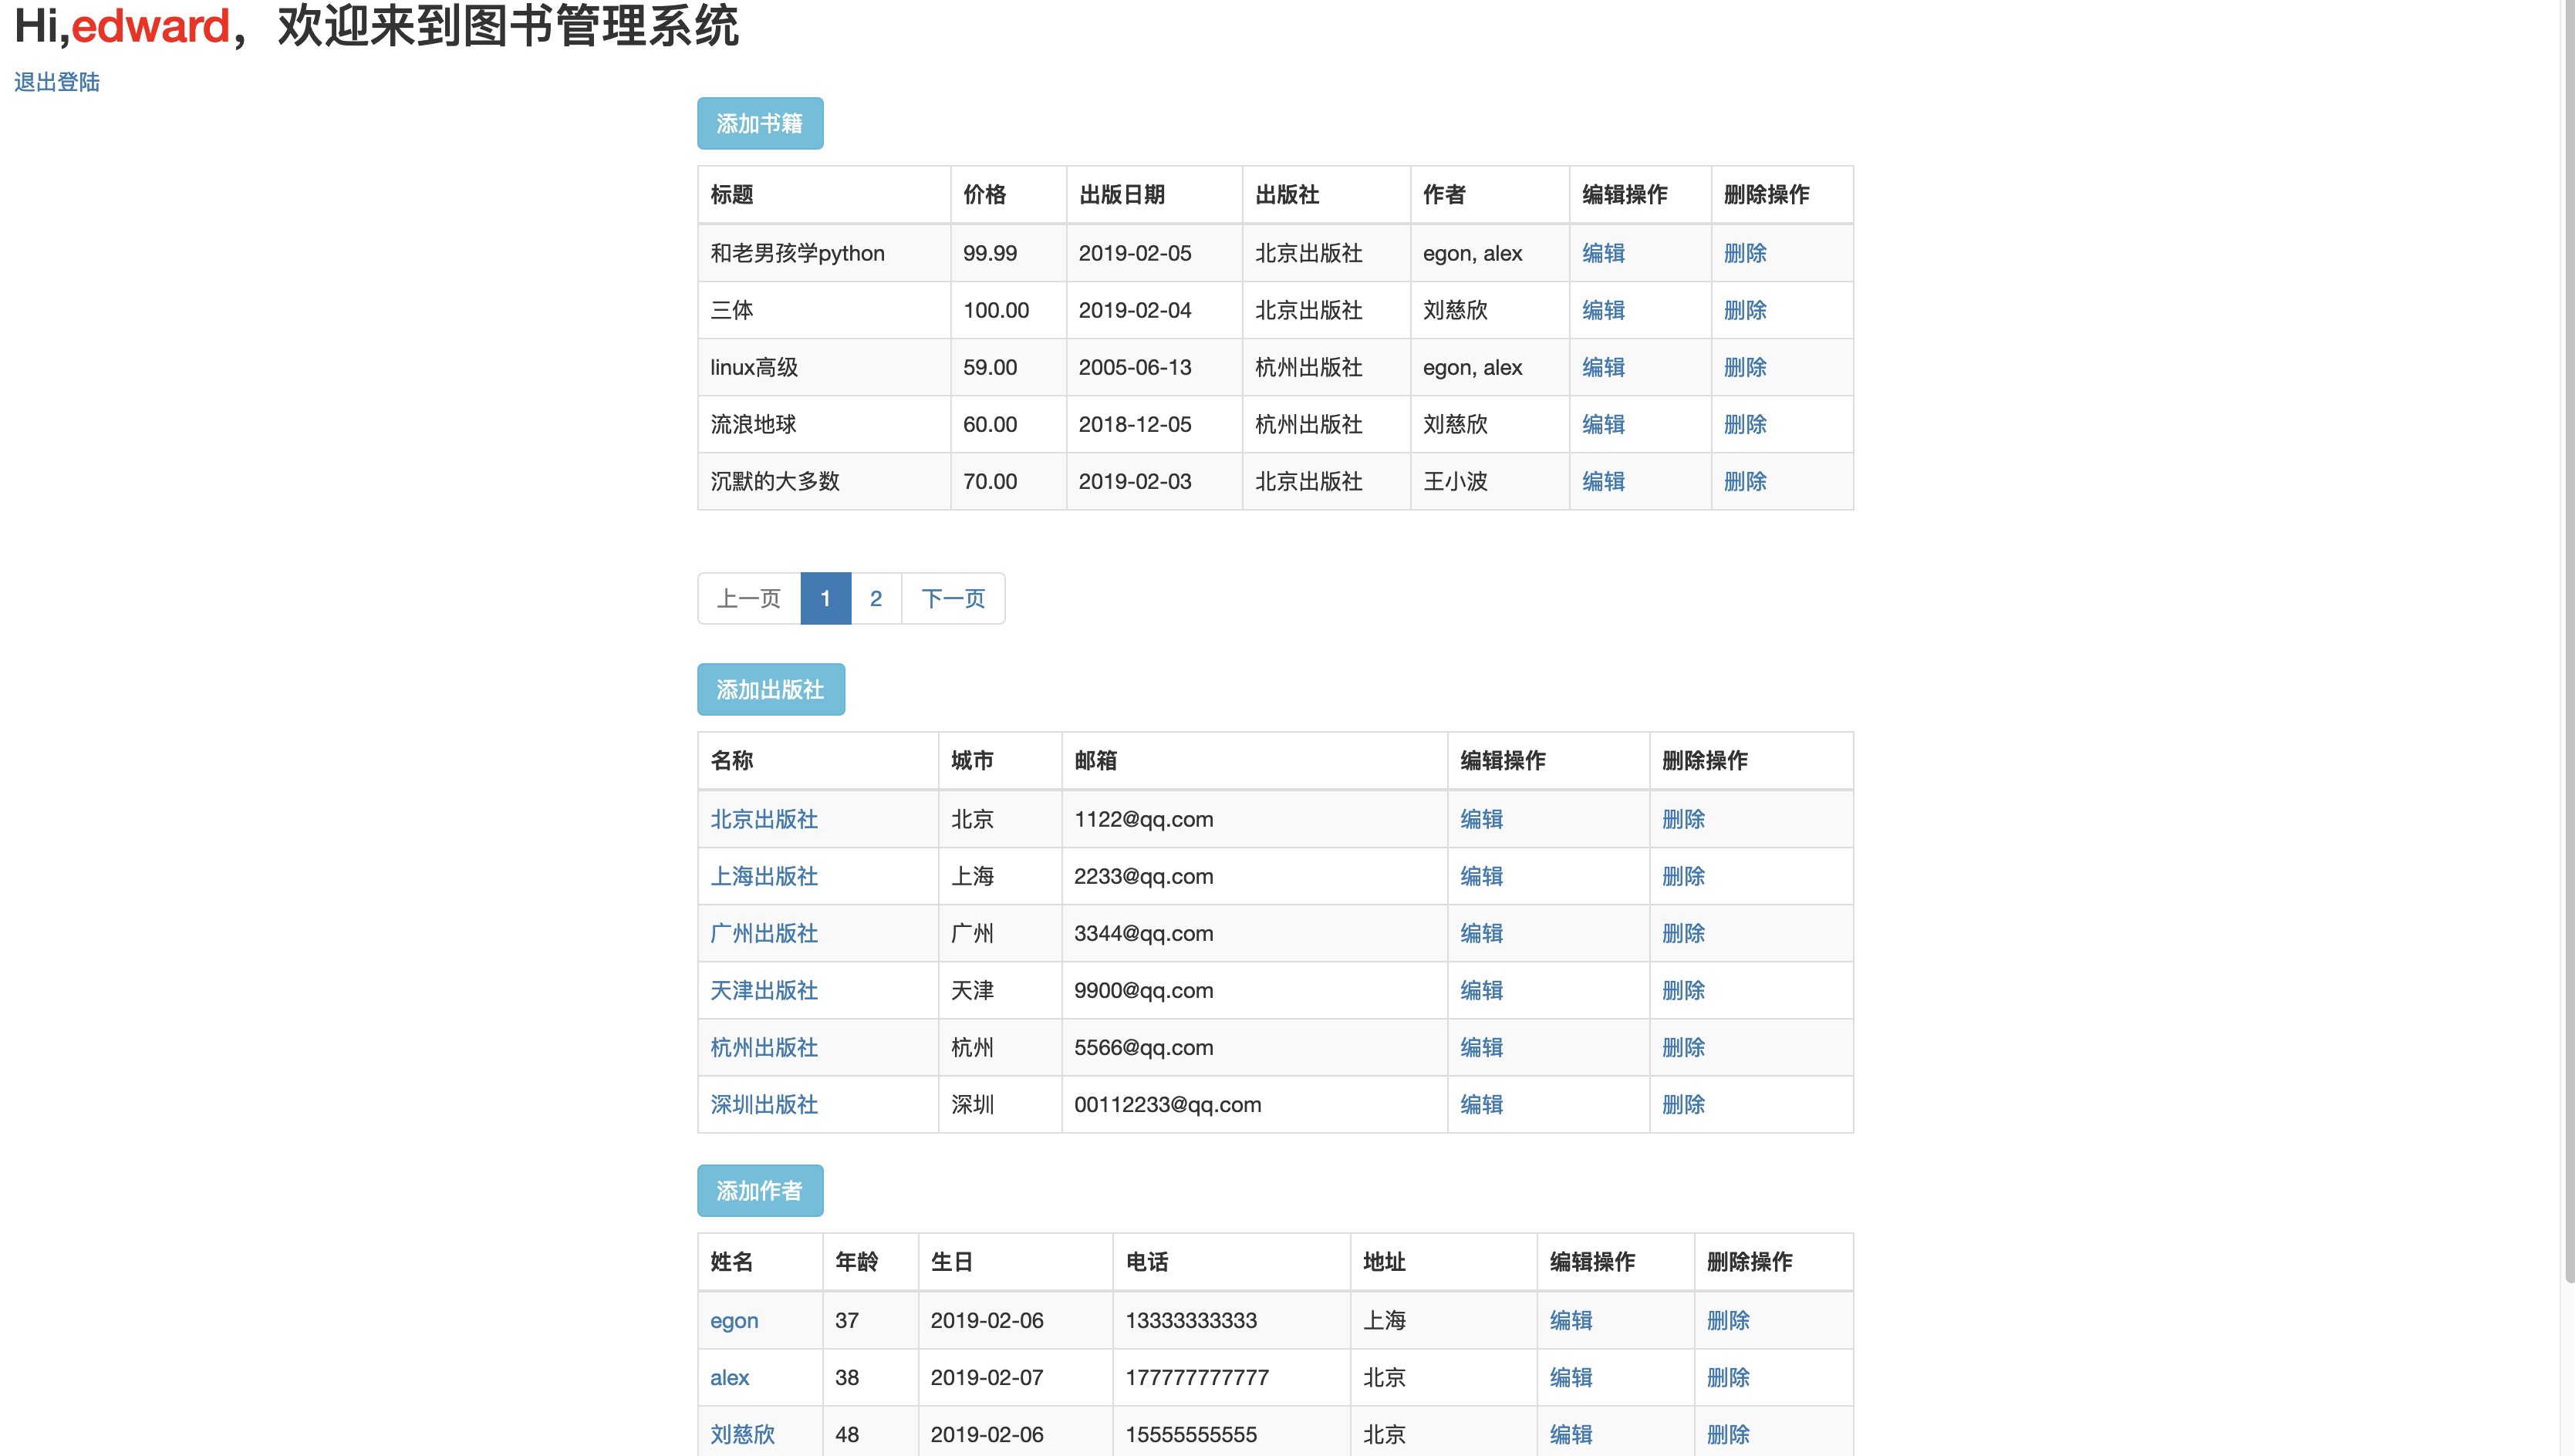 Hi,edward，欢迎来到图书管理系统
退出登陆
添加书籍
标题 价格 出版日期 出版社 作者 编辑操作 删除操作
和老男孩学python 99.99 2019-02-05 北京出版社 egon, alex 编辑 删除
三体 100.00 2019-02-04 北京出版社 刘慈欣 编辑 删除
linux高级 59.00 2005-06-13 杭州出版社 egon, alex 编辑 删除
流浪地球 60.00 2018-12-05 杭州出版社 刘慈欣 编辑 删除
沉默的大多数 70.00 2019-02-03 北京出版社 王小波 编辑 删除
上一页 1 2 下一页
添加出版社
名称 城市 邮箱 编辑操作 删除操作
北京出版社 北京 1122@qq.com 编辑 删除
上海出版社 上海 2233@qq.com 编辑 删除
广州出版社 广州 3344@qq.com 编辑 删除
天津出版社 天津 9900@qq.com 编辑 删除
杭州出版社 杭州 5566@qq.com 编辑 删除
深圳出版社 深圳 00112233@qq.com 编辑 删除
添加作者
姓名 年龄 生日 电话 地址 编辑操作 删除操作
egon 37 2019-02-06 13333333333 上海 编辑 删除
alex 38 2019-02-07 177777777777 北京 编辑 删除
刘慈欣 48 2019-02-06 15555555555 北京 编辑 删除